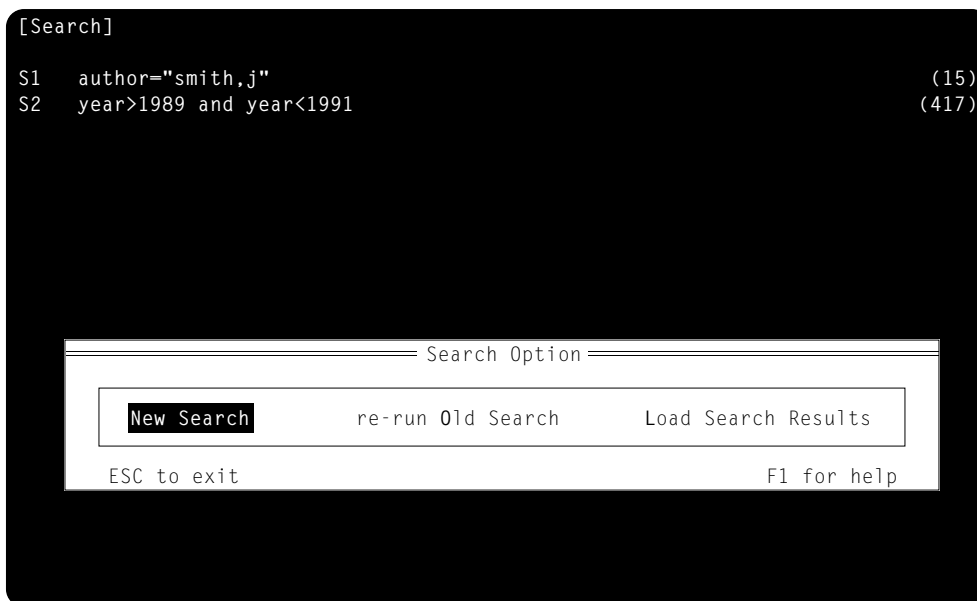 [Search]
S1 author="smith,j" (15)
S2 year>1989 and year<1991 (417)
Search Option
New Search re-run Old Search Load Search Results
ESC to exit F1 for help